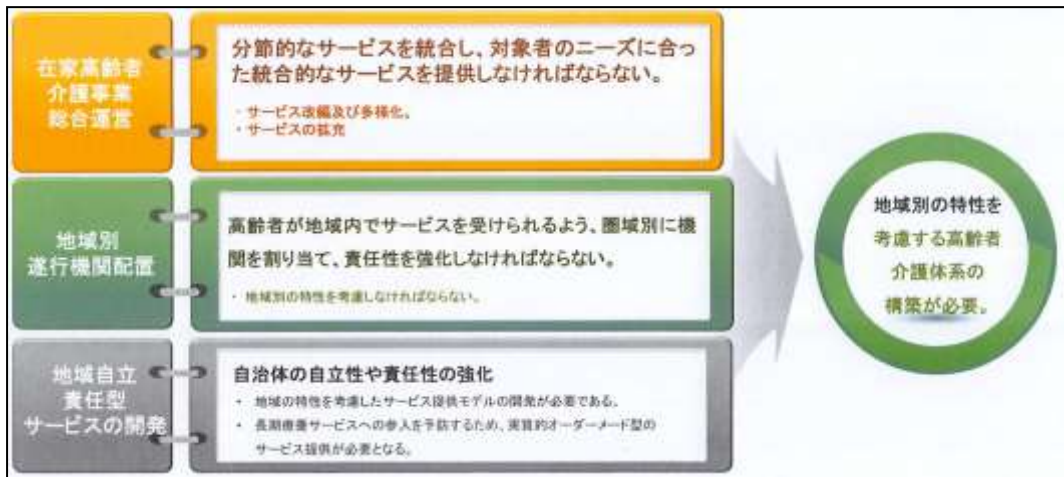 在家高齢者
介護事業
総合運営
分節的なサービスを統合し、対象者のニーズに合っ
た統合的なサービスを提供しなければならない。
・サービス改編及び多様化。
・サービスの拡充
地域別
遂行機関配置
高齢者が地域内でサービスを受けられるよう、圏域別に機
関を割り当て、責任性を強化しなければならない。
・地域別の特性を考慮しなければならない。
地域自立
責任型
サービスの開発
自治体の自立性や責任性の強化
・ 地域の特性を考慮したサービス提供モデルの開発が必要である。
・ 長期療養サービスへの参入を予防するため、実質的オーダーメード型の
サービス提供が必要となる。
地域別の特性を
考慮する高齢者
介護体系の
構築が必要。